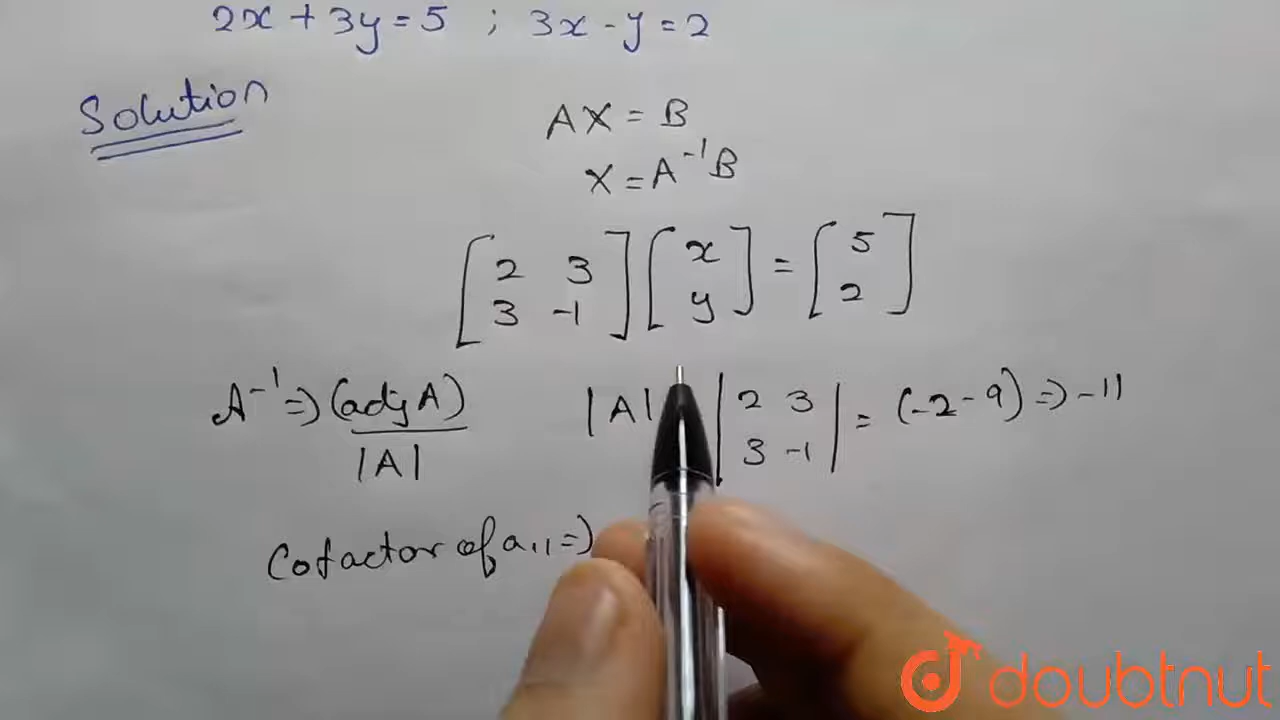 2x + 3y = 5 ; 3x - y = 2
Solution
AX = B
X = A⁻¹B
[2 3; 3 -1] [x; y] = [5; 2]
A⁻¹ => (adj A) / |A|
|A| |2 3; 3 -1| = (-2 - 9) => -11
Cofactor of a₁₁ =>
doubtnut